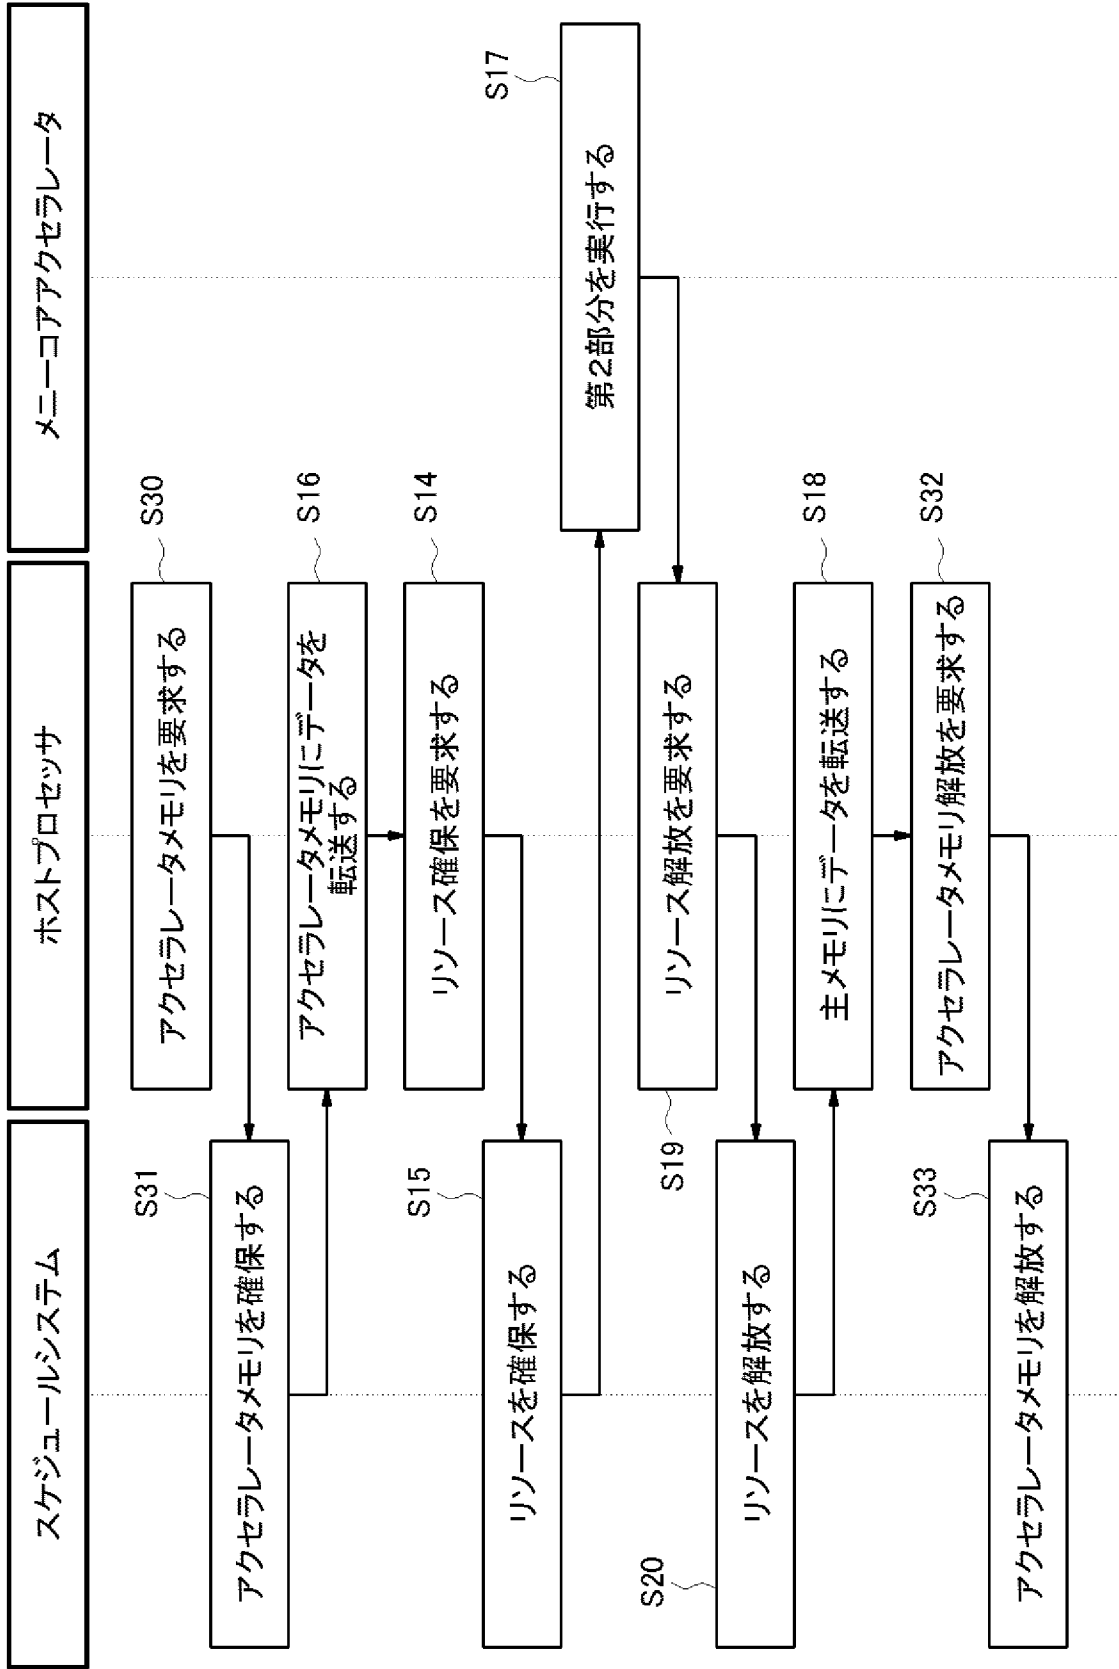 スケジュールシステム
ホストプロセッサ
メニーコアアクセラレータ
S30
アクセラレータメモリを要求する
S31
アクセラレータメモリを確保する
S16
アクセラレータメモリにデータを
転送する
S14
リソース確保を要求する
S15
リソースを確保する
S17
第2部分を実行する
S19
リソース解放を要求する
S20
リソースを解放する
S18
主メモリにデータを転送する
S32
アクセラレータメモリ解放を要求する
S33
アクセラレータメモリを解放する